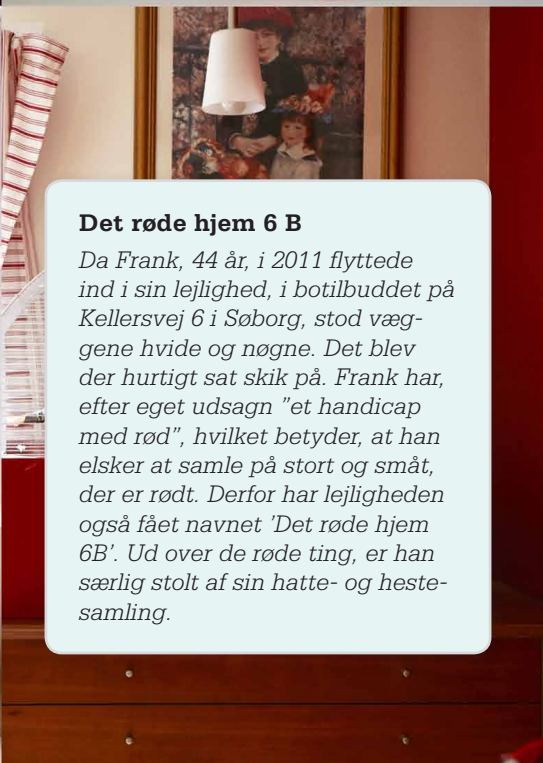 Det røde hjem 6 B
Da Frank, 44 år, i 2011 flyttede
ind i sin lejlighed, i botilbuddet på
Kellersvej 6 i Søborg, stod væg-
gene hvide og nøgne. Det blev
der hurtigt sat skik på. Frank har,
efter eget udsagn ”et handicap
med rød”, hvilket betyder, at han
elsker at samle på stort og småt,
der er rødt. Derfor har lejligheden
også fået navnet ’Det røde hjem
6B’. Ud over de røde ting, er han
særlig stolt af sin hatte- og heste-
samling.